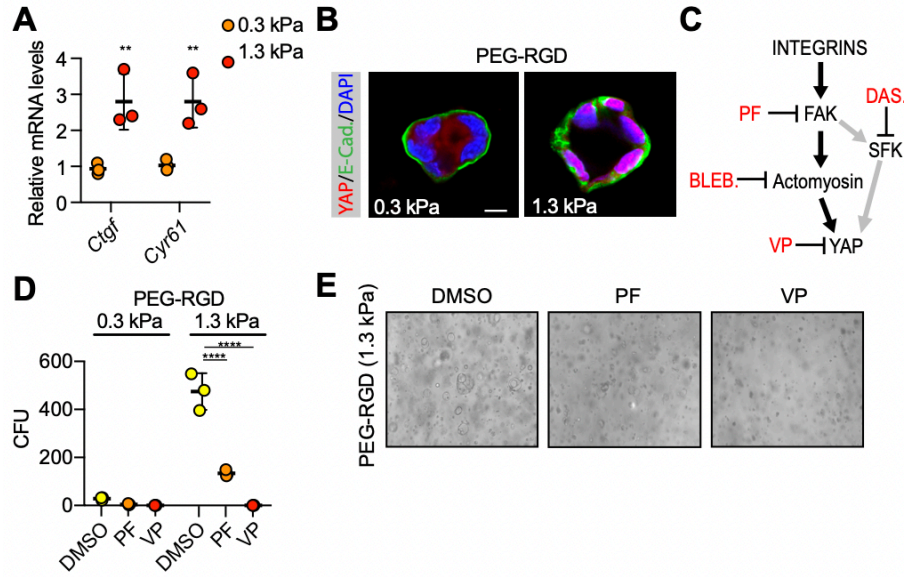 A
0.3 kPa
1.3 kPa
Relative mRNA levels
4
3
2
1
0
**
**
Ctgf
Cyr61
B
PEG-RGD
YAP/E-Cad./DAPI
0.3 kPa
1.3 kPa
C
INTEGRINS
DAS.
PF
FAK
SFK
BLEB.
Actomyosin
VP
YAP
D
PEG-RGD
0.3 kPa
1.3 kPa
****
****
CFU
600
400
200
0
DMSO
PF
VP
DMSO
PF
VP
E
DMSO
PF
VP
PEG-RGD (1.3 kPa)